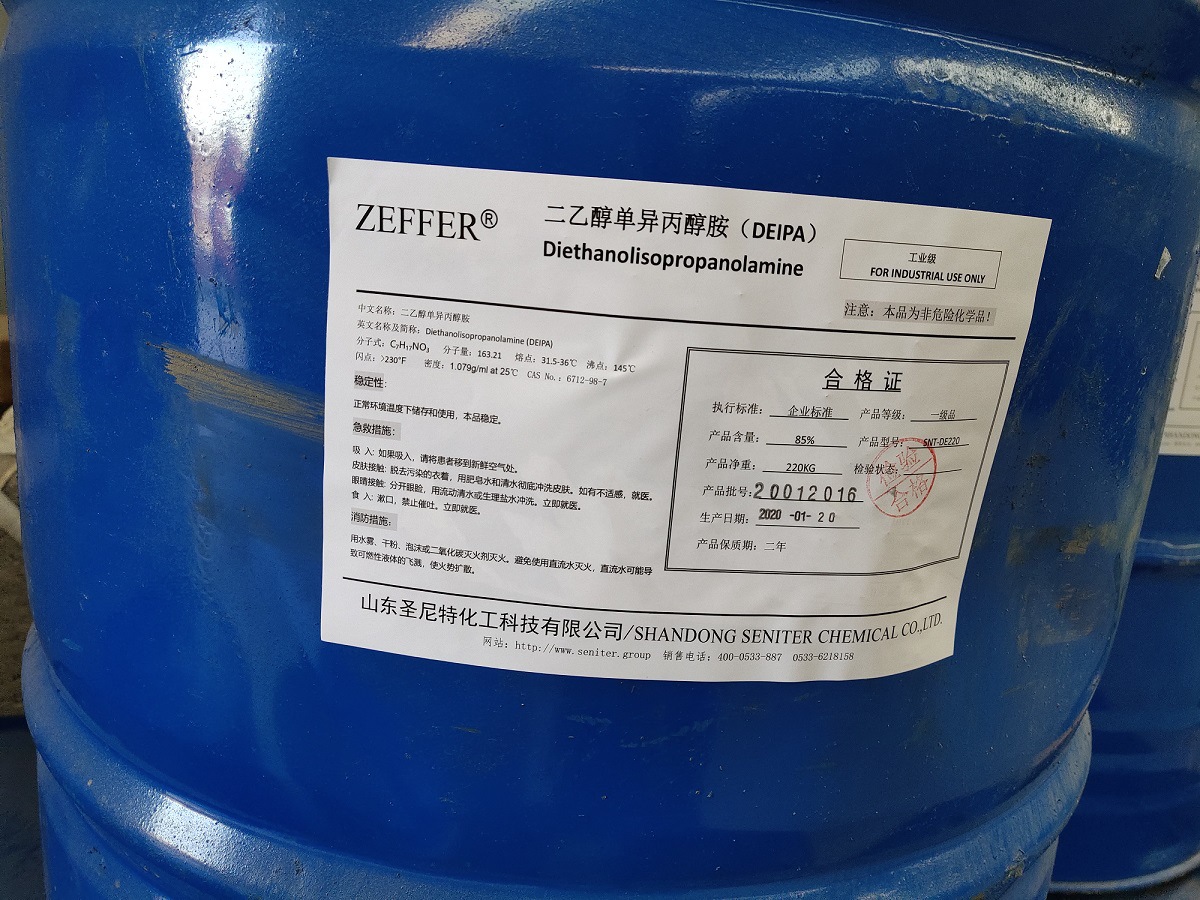 ZEFFER®
二乙醇单异丙醇胺（DEIPA）
Diethanolisopropanolamine
工业级
FOR INDUSTRIAL USE ONLY
注意：本品为非危险化学品！
中文名称：二乙醇单异丙醇胺
英文名称及简称：Diethanolisopropanolamine (DEIPA)
分子式：C₇H₁₇NO₃ 分子量：163.21 熔点：31.5-36℃ 沸点：145℃
闪点：>230°F 密度：1.079g/ml at 25℃ CAS No.：6712-98-7
稳定性：
正常环境温度下储存和使用，本品稳定。
急救措施：
吸 入: 如果吸入，请将患者移到新鲜空气处。
皮肤接触: 脱去污染的衣着，用肥皂水和清水彻底冲洗皮肤。如有不适感，就医。
眼睛接触: 分开眼睑，用流动清水或生理盐水冲洗。立即就医。
食 入: 漱口，禁止催吐。立即就医。
消防措施：
用水雾、干粉、泡沫或二氧化碳灭火剂灭火。避免使用直流水灭火，直流水可能导
致可燃性液体的飞溅，使火势扩散。
合格证
执行标准：企业标准 产品等级：一级品
产品含量：85% 产品型号：SNT-DE220
产品净重：220KG 检验状态：
检验
合格
产品批号：20012016
生产日期：2020-01-20
产品保质期：二年
山东圣尼特化工科技有限公司/SHANDONG SENITER CHEMICAL CO.,LTD.
网站：http://www.seniter.group 销售电话：400-0533-887 0533-6218158